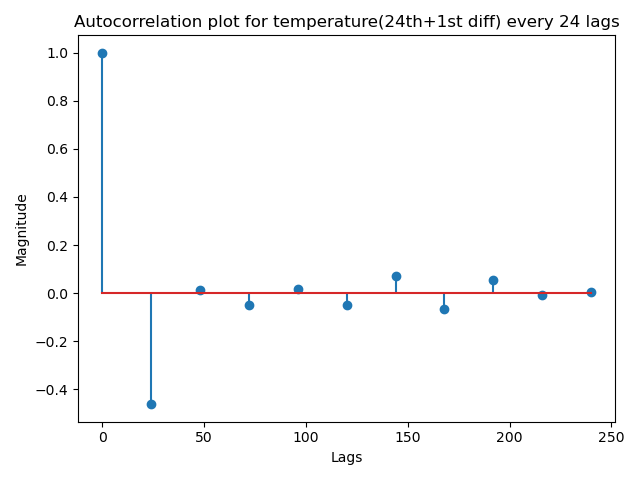 Autocorrelation plot for temperature(24th+1st diff) every 24 lags
1.0
0.8
0.6
0.4
0.2
0.0
−0.2
−0.4
Magnitude
0 50 100 150 200 250
Lags